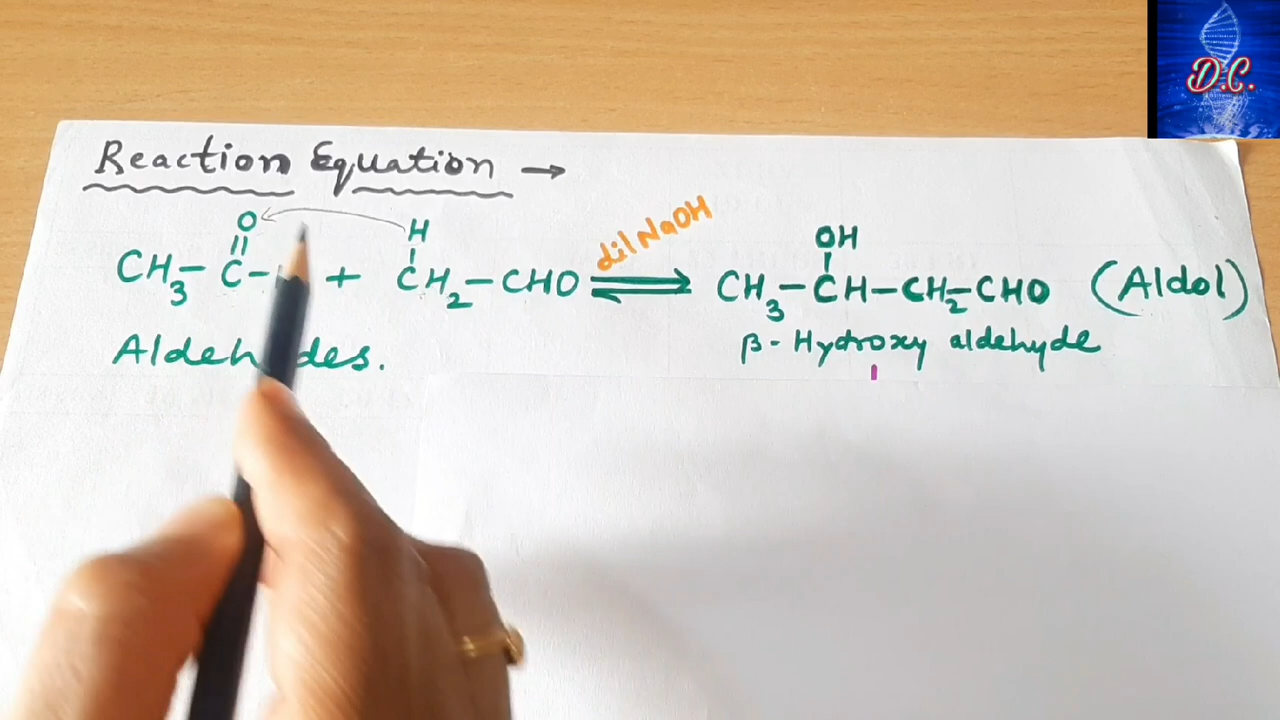 D.C.
Reaction Equation →
O H OH
|| | |
CH₃-C- + CH₂-CHO ⇌ CH₃-CH-CH₂-CHO (Aldol)
dil NaOH
β-Hydroxy aldehyde